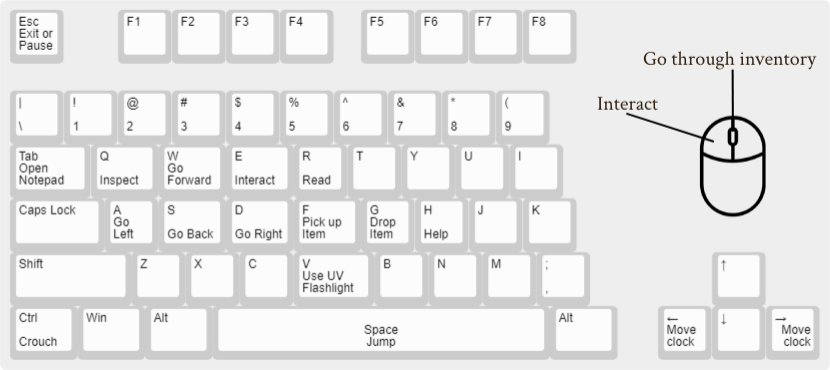 Esc
Exit or
Pause
F1
F2
F3
F4
F5
F6
F7
F8
Go through inventory
Interact
|
\
!
1
@
2
#
3
$
4
%
5
^
6
&
7
*
8
(
9
Tab
Open
Notepad
Q
Inspect
W
Go
Forward
E
Interact
R
Read
T
Y
U
I
Caps Lock
A
Go
Left
S
Go Back
D
Go Right
F
Pick up
Item
G
Drop
Item
H
Help
J
K
Shift
Z
X
C
V
Use UV
Flashlight
B
N
M
;
,
↑
Ctrl
Crouch
Win
Alt
Space
Jump
Alt
←
Move
clock
↓
→
Move
clock